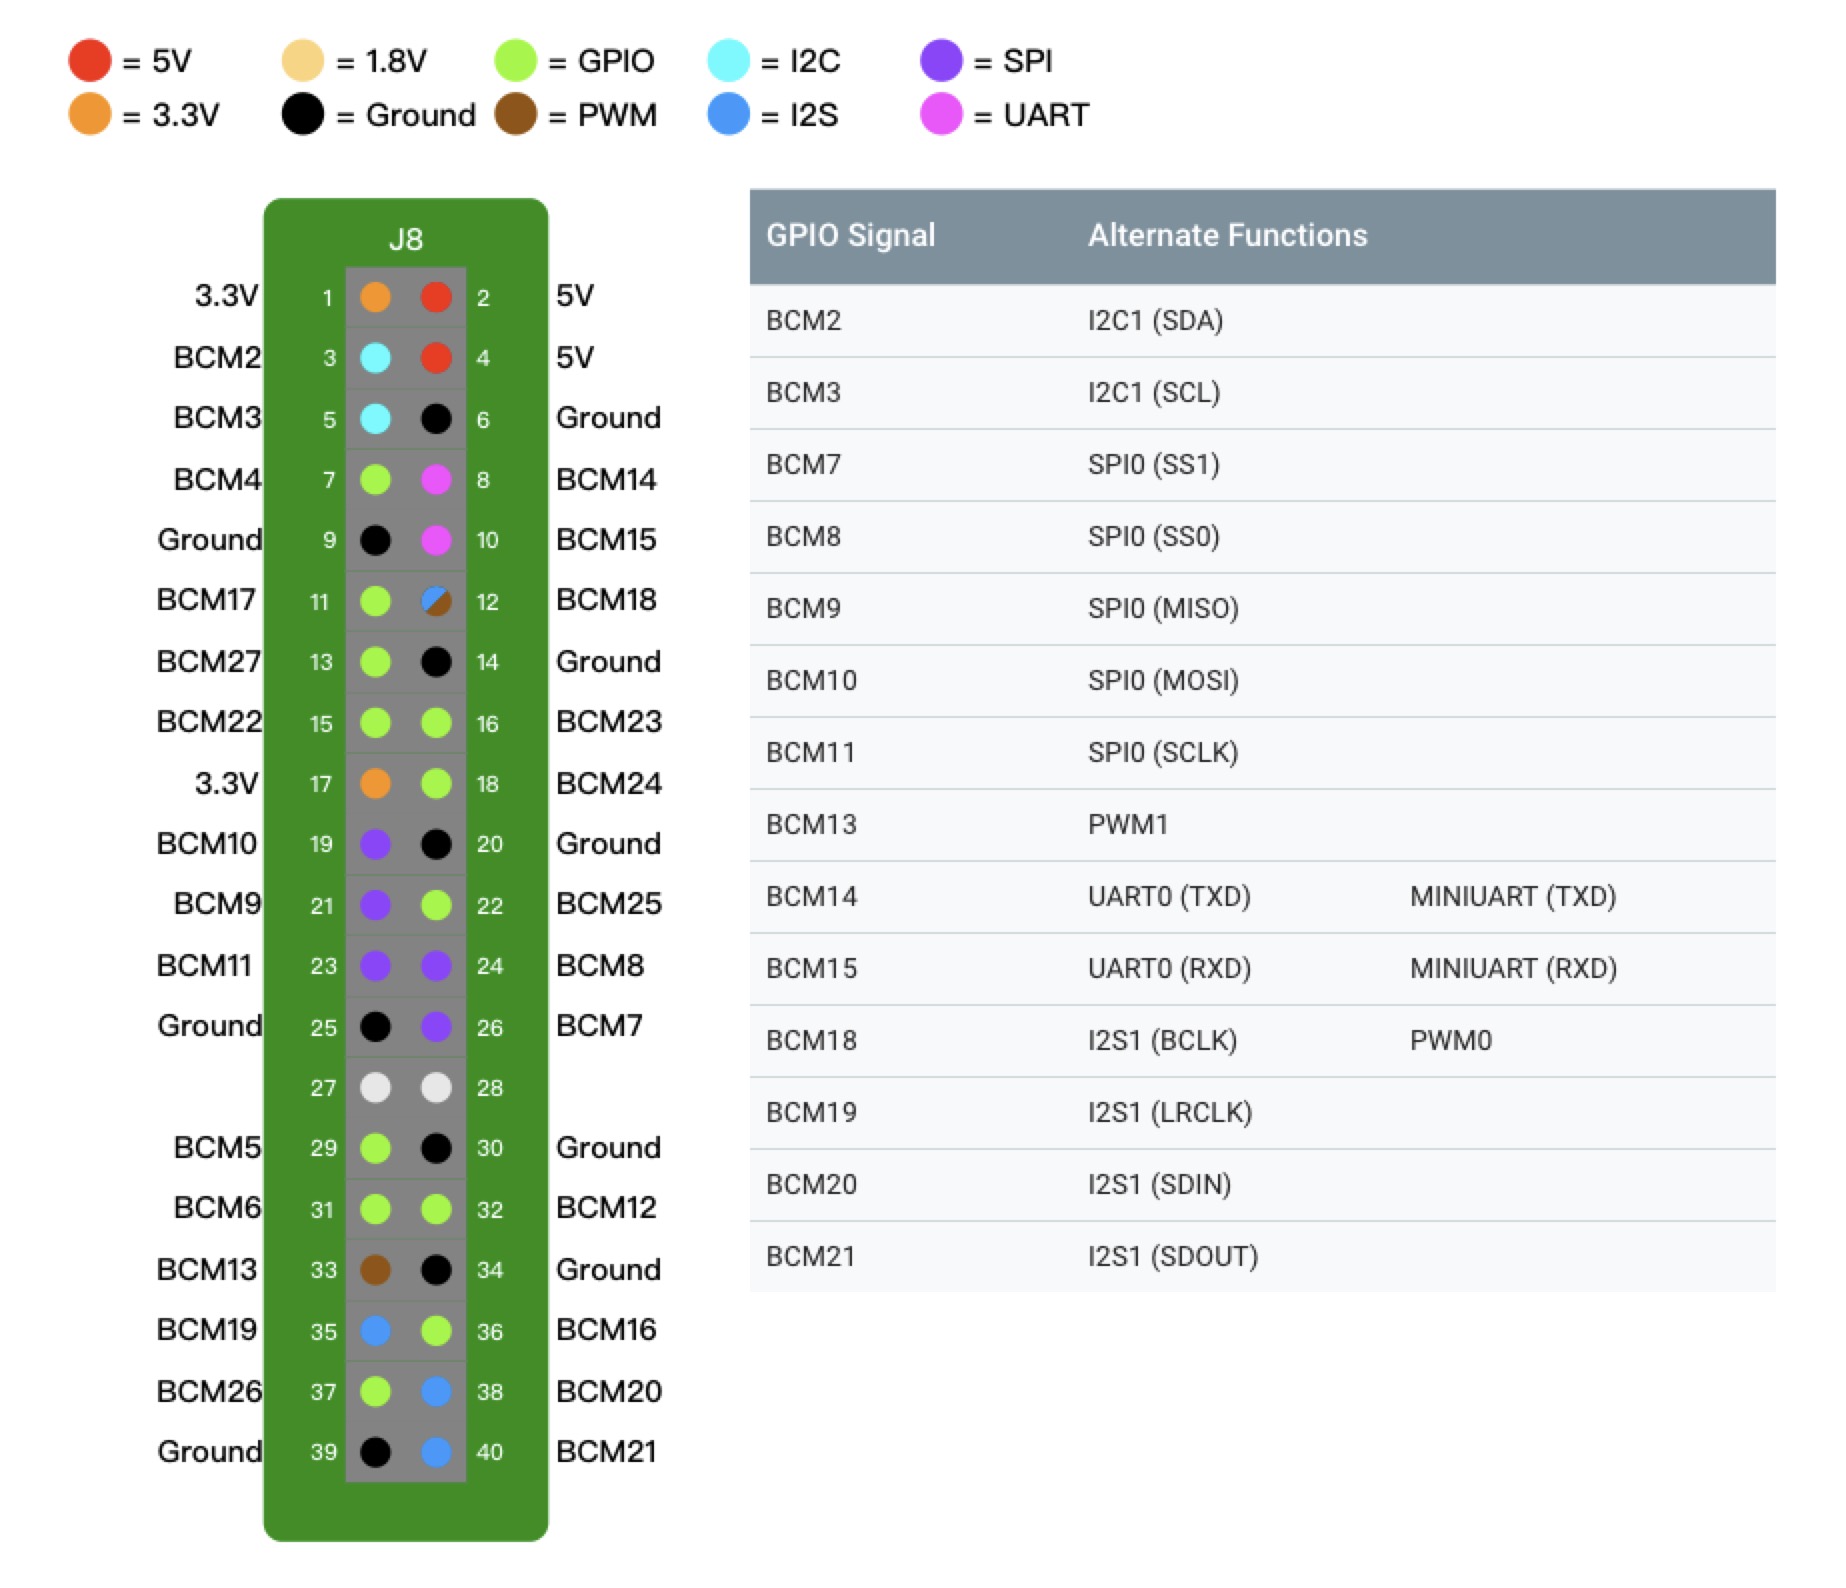 = 5V = 1.8V = GPIO = I2C = SPI
= 3.3V = Ground = PWM = I2S = UART
J8
3.3V 1 2 5V
BCM2 3 4 5V
BCM3 5 6 Ground
BCM4 7 8 BCM14
Ground 9 10 BCM15
BCM17 11 12 BCM18
BCM27 13 14 Ground
BCM22 15 16 BCM23
3.3V 17 18 BCM24
BCM10 19 20 Ground
BCM9 21 22 BCM25
BCM11 23 24 BCM8
Ground 25 26 BCM7
27 28
BCM5 29 30 Ground
BCM6 31 32 BCM12
BCM13 33 34 Ground
BCM19 35 36 BCM16
BCM26 37 38 BCM20
Ground 39 40 BCM21
GPIO Signal Alternate Functions
BCM2 I2C1 (SDA)
BCM3 I2C1 (SCL)
BCM7 SPI0 (SS1)
BCM8 SPI0 (SS0)
BCM9 SPI0 (MISO)
BCM10 SPI0 (MOSI)
BCM11 SPI0 (SCLK)
BCM13 PWM1
BCM14 UART0 (TXD) MINIUART (TXD)
BCM15 UART0 (RXD) MINIUART (RXD)
BCM18 I2S1 (BCLK) PWM0
BCM19 I2S1 (LRCLK)
BCM20 I2S1 (SDIN)
BCM21 I2S1 (SDOUT)